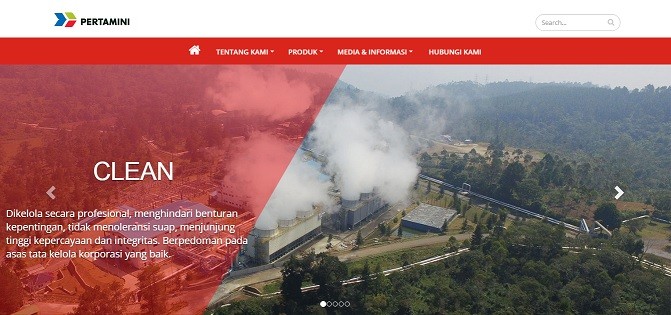 PERTAMINI
Search...
TENTANG KAMI
PRODUK
MEDIA & INFORMASI
HUBUNGI KAMI
CLEAN
Dikelola secara profesional, menghindari benturan
kepentingan, tidak menoleransi suap, menjunjung
tinggi kepercayaan dan integritas. Berpedoman pada
asas tata kelola korporasi yang baik.